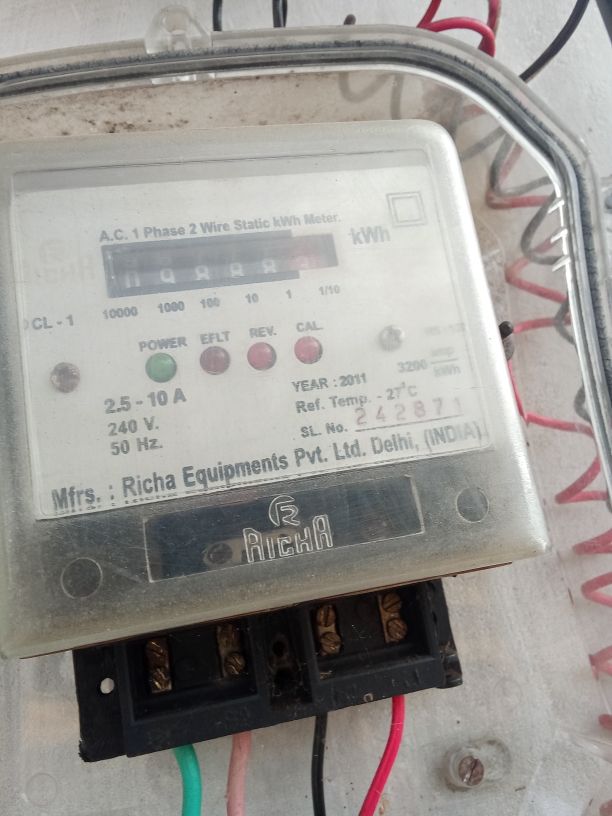 A.C. 1 Phase 2 Wire Static kWh Meter.
kWh
10000 1000 100 10 1 1/10
CL - 1
POWER EFLT REV. CAL.
3200 imp/kWh
2.5 - 10 A
240 V.
50 Hz.
YEAR : 2011
Ref. Temp. - 27°C
SL. No. 242871
Mfrs. : Richa Equipments Pvt. Ltd. Delhi, (INDIA)
R
RICHA